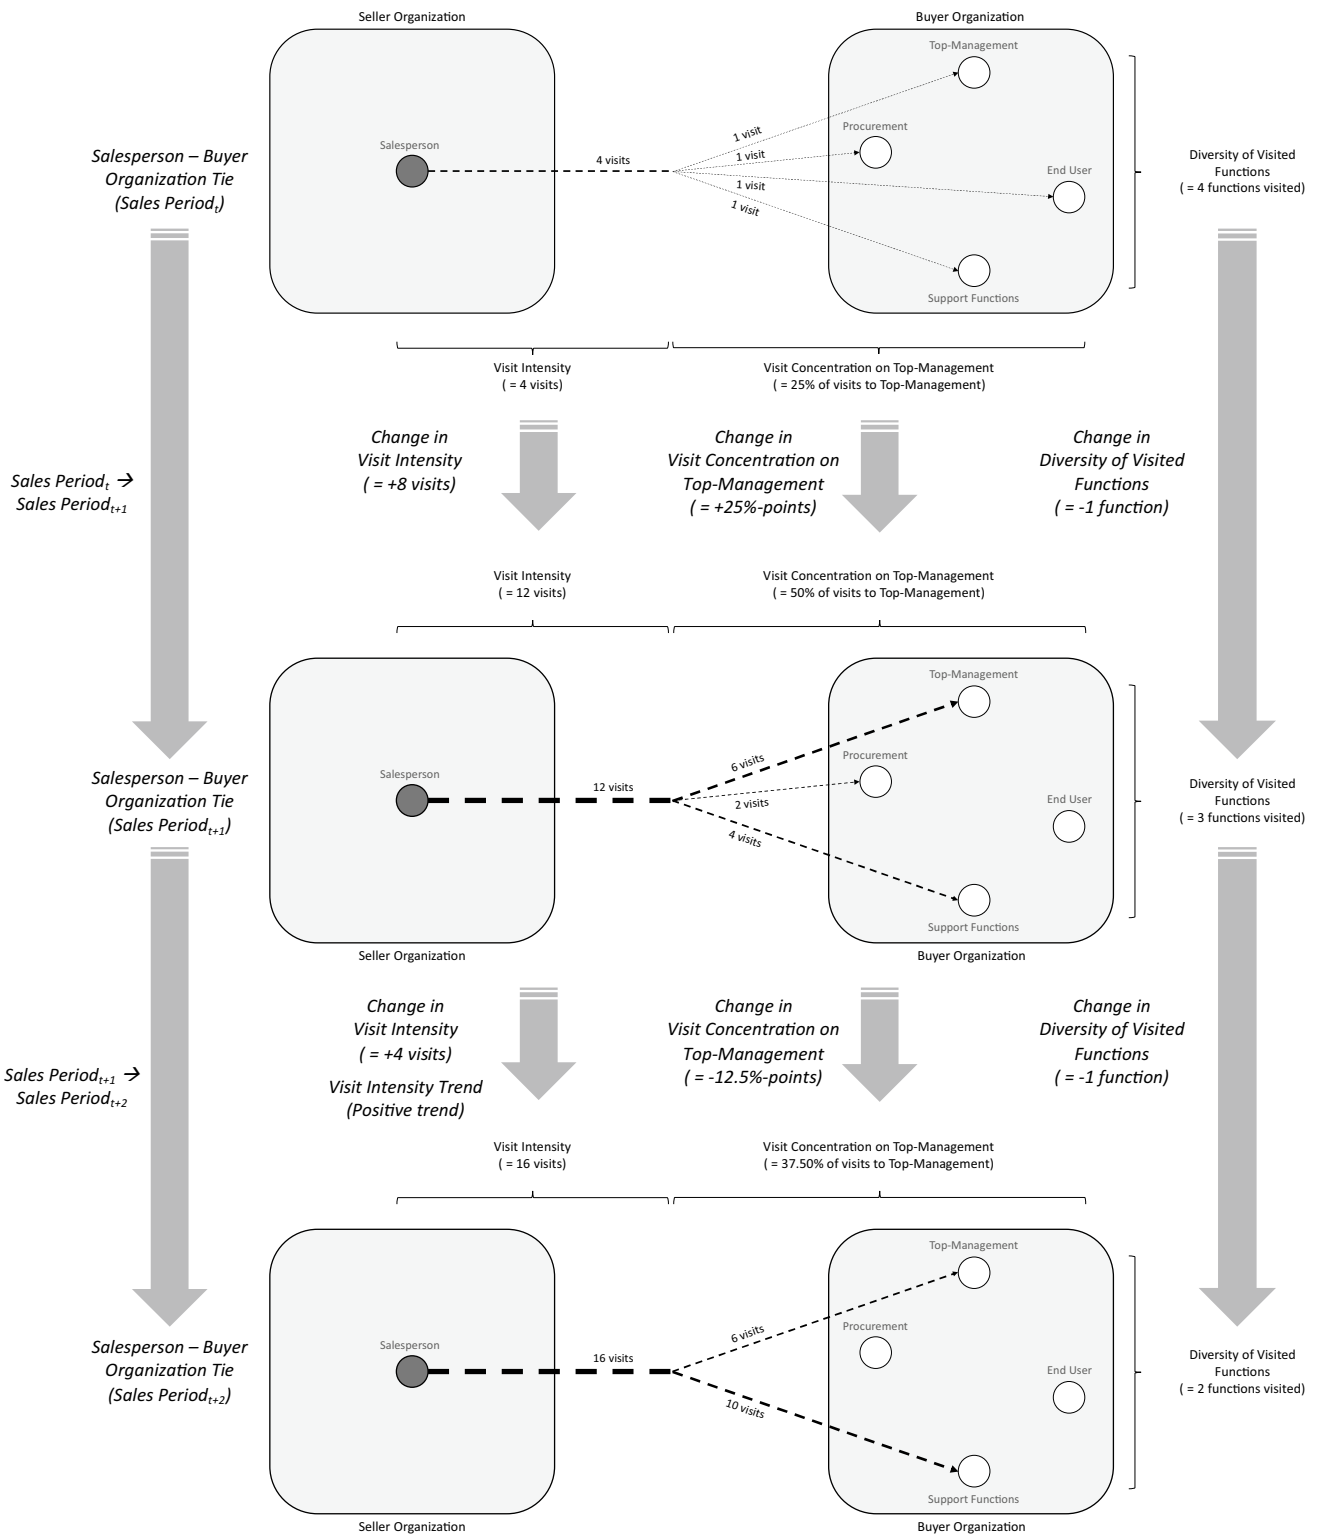 Seller Organization
Buyer Organization
Top-Management
Salesperson
Procurement
End User
Support Functions
4 visits
1 visit
1 visit
1 visit
1 visit
Salesperson – Buyer
Organization Tie
(Sales Period_t)
Diversity of Visited
Functions
( = 4 functions visited)
Visit Intensity
( = 4 visits)
Visit Concentration on Top-Management
( = 25% of visits to Top-Management)
Sales Period_t →
Sales Period_t+1
Change in
Visit Intensity
( = +8 visits)
Change in
Visit Concentration on
Top-Management
( = +25%-points)
Change in
Diversity of Visited
Functions
( = -1 function)
Visit Intensity
( = 12 visits)
Visit Concentration on Top-Management
( = 50% of visits to Top-Management)
Salesperson – Buyer
Organization Tie
(Sales Period_t+1)
Salesperson
12 visits
6 visits
2 visits
4 visits
Top-Management
Procurement
End User
Support Functions
Diversity of Visited
Functions
( = 3 functions visited)
Seller Organization
Buyer Organization
Sales Period_t+1 →
Sales Period_t+2
Change in
Visit Intensity
( = +4 visits)
Visit Intensity Trend
(Positive trend)
Change in
Visit Concentration on
Top-Management
( = -12.5%-points)
Change in
Diversity of Visited
Functions
( = -1 function)
Visit Intensity
( = 16 visits)
Visit Concentration on Top-Management
( = 37.50% of visits to Top-Management)
Salesperson – Buyer
Organization Tie
(Sales Period_t+2)
Salesperson
16 visits
6 visits
10 visits
Top-Management
Procurement
End User
Support Functions
Diversity of Visited
Functions
( = 2 functions visited)
Seller Organization
Buyer Organization